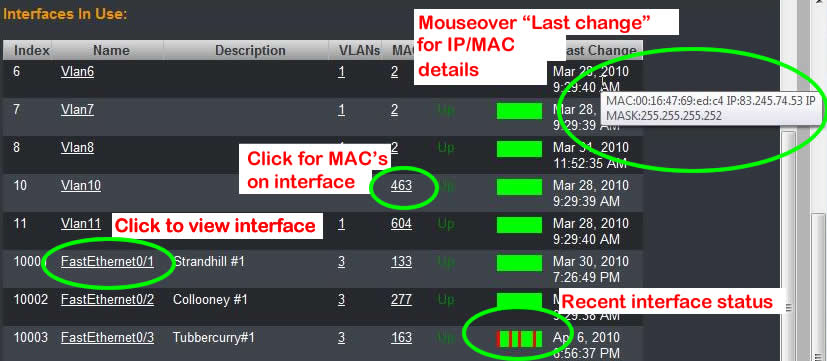 Interfaces In Use:
Mouseover “Last change”
for IP/MAC
details
Index Name Description VLANs MAC Last Change
6 Vlan6 1 2 Mar 28, 2010
9:29:40 AM
MAC:00:16:47:69:ed:c4 IP:83.245.74.53 IP
MASK:255.255.255.252
7 Vlan7 1 2 Up Mar 28,
9:29:39 AM
8 Vlan8 2 Up Mar 31, 2010
11:52:35 AM
Click for MAC's
on interface
10 Vlan10 463 Up Mar 28, 2010
9:29:39 AM
11 Vlan11 1 604 Up Mar 28, 2010
9:29:40 AM
Click to view interface
10001 FastEthernet0/1 Strandhill #1 3 133 Up Mar 30, 2010
7:26:49 PM
10002 FastEthernet0/2 Collooney #1 3 277 Up
9:29:38 AM
Recent interface status
10003 FastEthernet0/3 Tubbercurry#1 3 163 Up Apr 6, 2010
6:56:37 PM